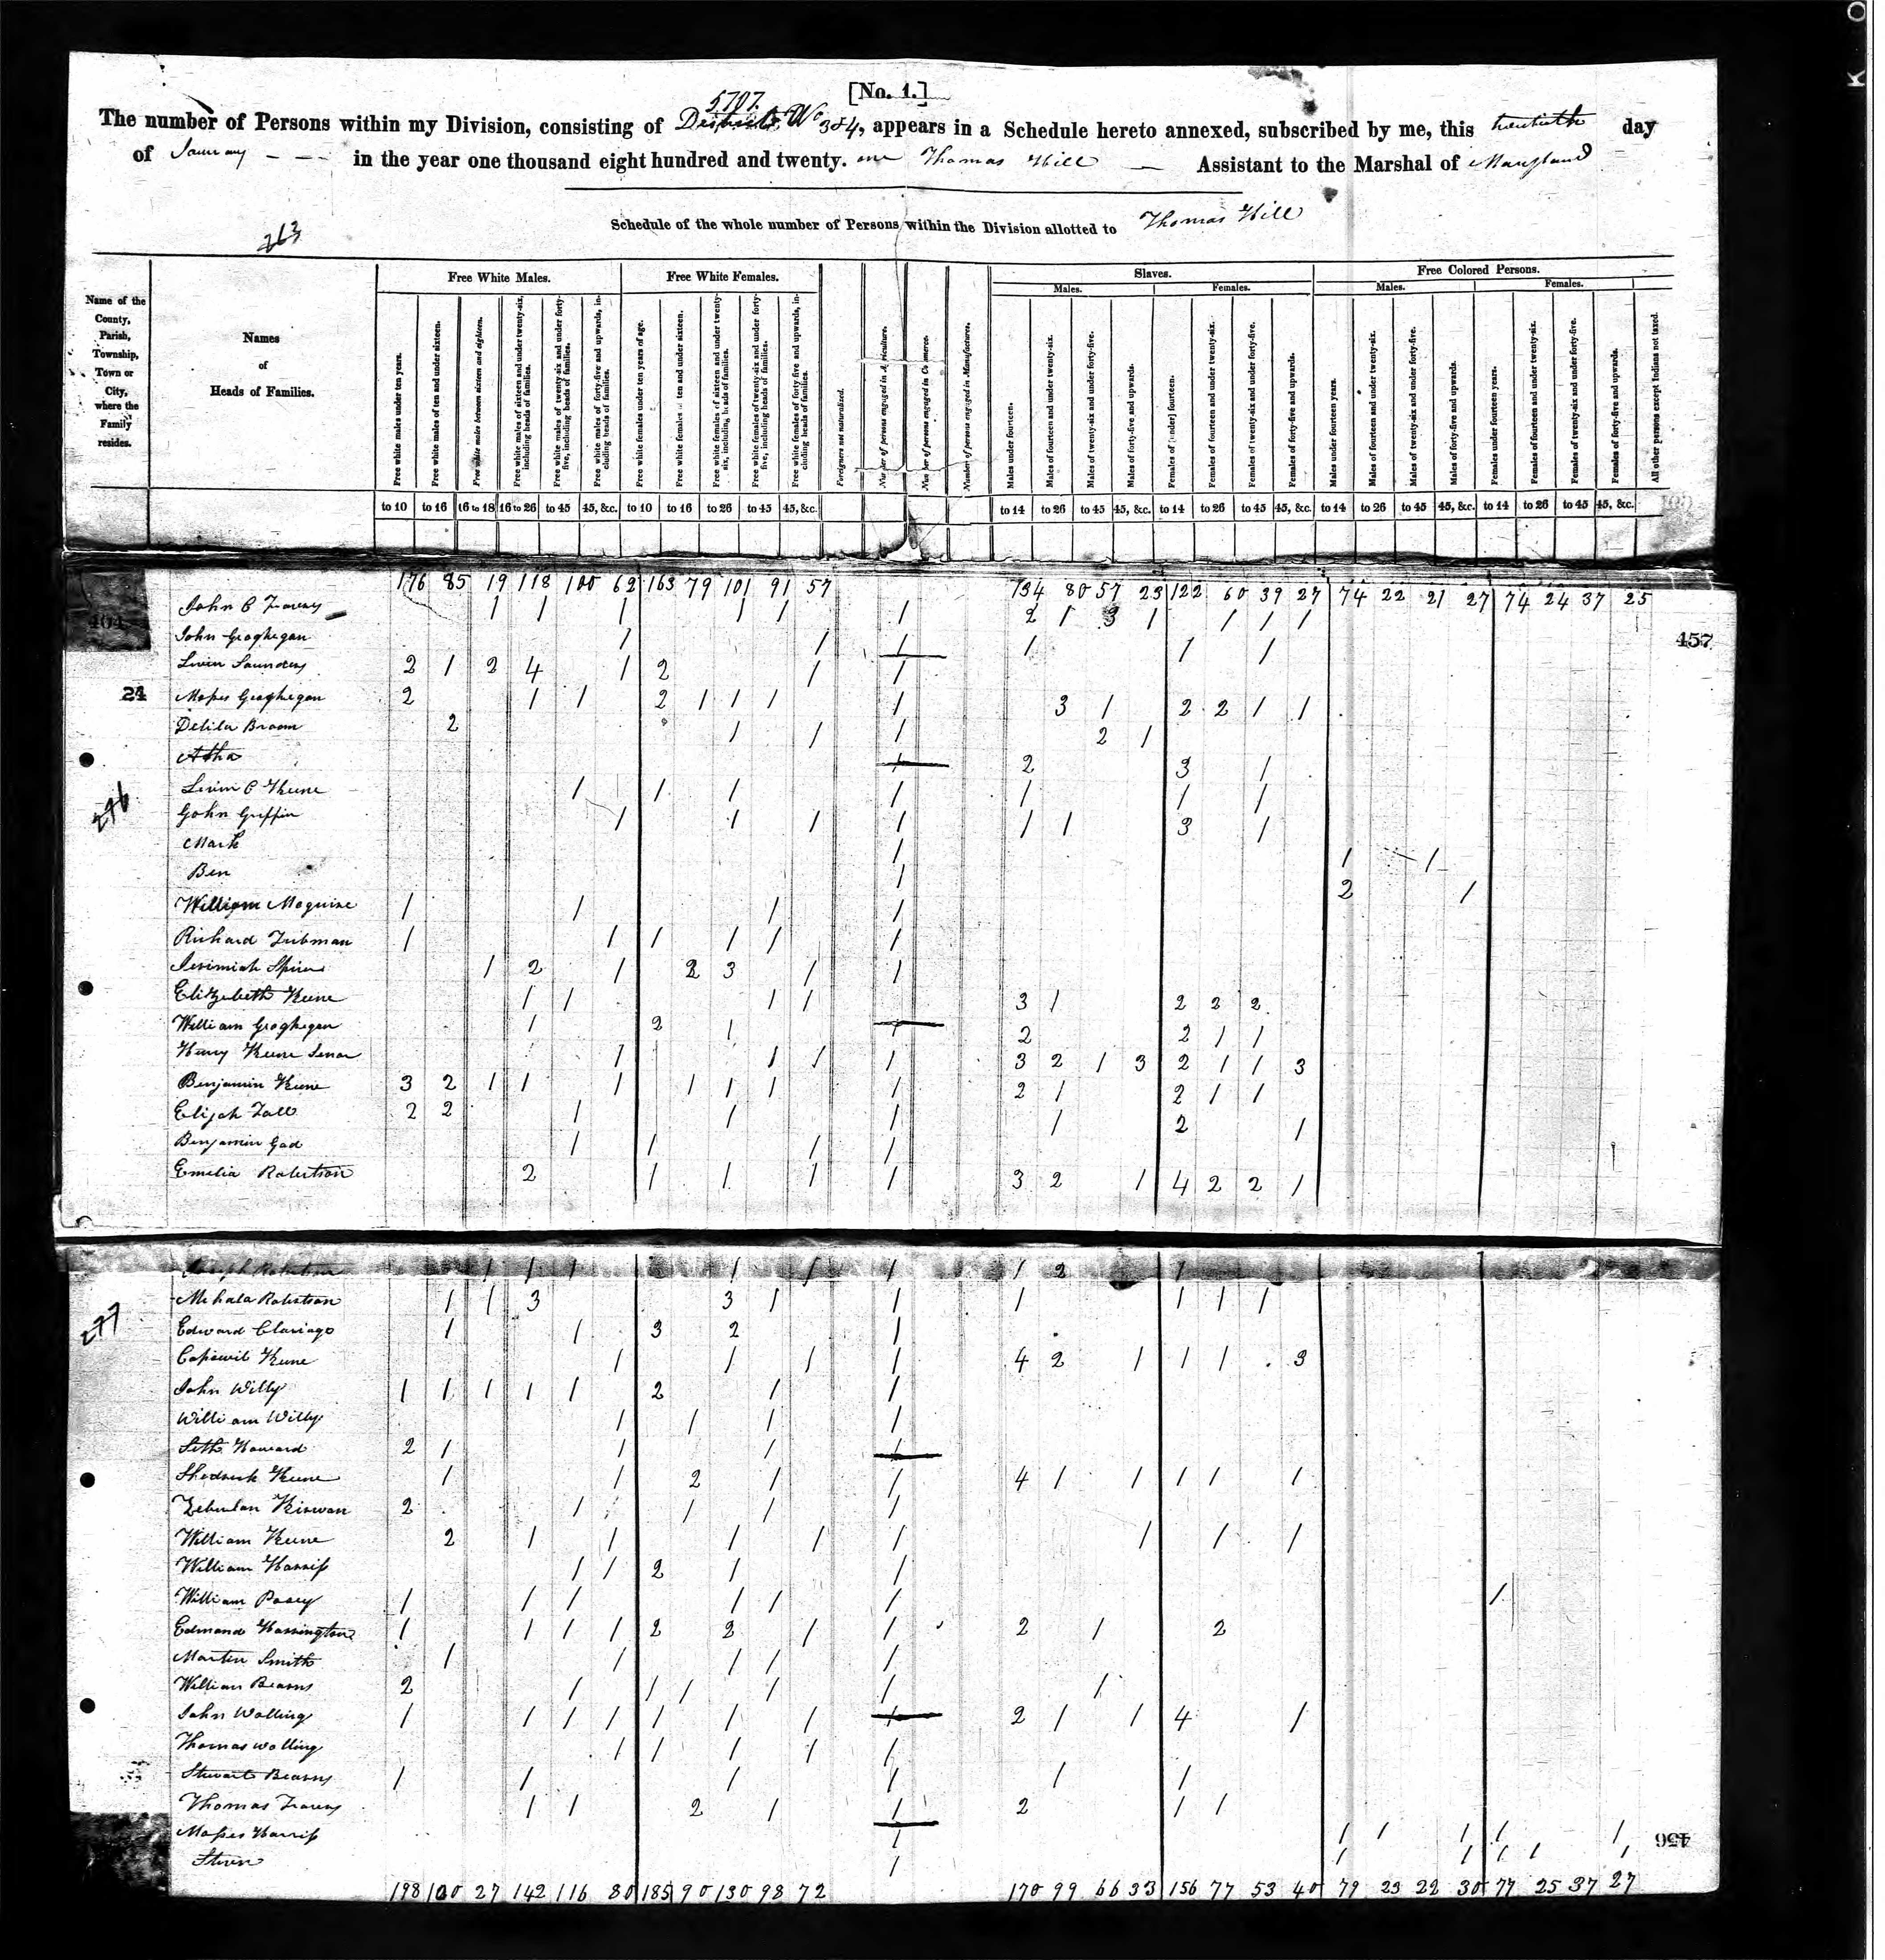 [No. 1.]
5707.
The number of Persons within my Division, consisting of Districts No 3 & 4, appears in a Schedule hereto annexed, subscribed by me, this twentieth day
of January - - - in the year one thousand eight hundred and twenty. one Thomas Hill — Assistant to the Marshal of Maryland
Schedule of the whole number of Persons within the Division allotted to Thomas Hill
263
Name of the County, Parish, Township, Town or City, where the Family resides.
Names of Heads of Families.
Free White Males.
Free White Females.
Slaves.
Free Colored Persons.
Males. Females. Males. Females.
Free white males under ten years.
Free white males of ten and under sixteen.
Free white males between sixteen and eighteen.
Free white males of sixteen and under twenty-six, including heads of families.
Free white males of twenty-six and under forty-five, including heads of families.
Free white males of forty-five and upwards, including heads of families.
Free white females under ten years of age.
Free white females of ten and under sixteen.
Free white females of sixteen and under twenty-six, including heads of families.
Free white females of twenty-six and under forty-five, including heads of families.
Free white females of forty-five and upwards, including heads of families.
Foreigners not naturalized.
Number of persons engaged in Agriculture.
Number of persons engaged in Commerce.
Number of persons engaged in Manufactures.
Males under fourteen.
Males of fourteen and under twenty-six.
Males of twenty-six and under forty-five.
Males of forty-five and upwards.
Females of [under] fourteen.
Females of fourteen and under twenty-six.
Females of twenty-six and under forty-five.
Females of forty-five and upwards.
Males under fourteen years.
Males of fourteen and under twenty-six.
Males of twenty-six and under forty-five.
Males of forty-five and upwards.
Females under fourteen years.
Females of fourteen and under twenty-six.
Females of twenty-six and under forty-five.
Females of forty-five and upwards.
All other persons except Indians not taxed.
to 10 to 16 16 to 18 16 to 26 to 45 45, &c. to 10 to 16 to 26 to 45 45, &c. to 14 to 26 to 45 45, &c. to 14 to 26 to 45 45, &c. to 14 to 26 to 45 45, &c. to 14 to 26 to 45 45, &c.
176 85 19 118 100 62 163 79 101 91 57 134 80 57 23 122 60 39 27 74 22 21 27 74 24 37 25
John C Travers 1 1 1 1 1 1 2 1 3 1 1 1 1
457
John Geoghegan 1 1 1 1 1 1
Levin Saunders 2 1 2 4 1 2 1 1
24 Moses Geoghegan 2 1 1 2 1 1 1 1 3 1 2 2 1 1
Delila Broom 2 1 1 1 2 1
1 2 3 1
276
Levin C Keene 1 1 1 1 1 1 1
John Griffin 1 1 1 1 1 1 3 1
Mark 1 1 1
Ben 1 2 1
William Moguire 1 1 1 1
Richard Tubman 1 1 1 1 1 1
Jerimiah Spicer 1 2 1 2 3 1 1
Elizabeth Keene 1 1 1 1 3 1 2 2 2
William Geoghegan 1 2 1 1 2 2 1 1
Henry Keene Senor 1 1 1 1 3 2 1 3 2 1 1 3
Benjamin Keene 3 2 1 1 1 1 1 1 1 2 1 2 1 1
Elijah Tall 2 2 1 1 1 1 2 1
Benjamin Gad 1 1 1 1
Emelia Robertson 2 1 1 1 1 3 2 1 4 2 2 1
Joseph Robertson 1 1 1 1 1 1 1 2 1
277
Mihala Robertson 1 1 3 3 1 1 1 1 1 1
Edward 1 1 3 2 1
Keene 1 1 1 1 4 2 1 1 1 3
John Willy 1 1 1 1 1 2 1 1
William Willy 1 1 1 1
Seth Howard 2 1 1 1 1
Shedrick Keene 1 1 2 1 1 4 1 1 1 1 1
Zebulon Kirwan 2 1 1 1 1
William Keene 2 1 1 1 1 1 1 1 1
William Harriss 1 1 2 1 1
William Pasey 1 1 1 1 1 1 1
Edmond Harrington 1 1 1 1 2 2 1 1 2 1 2
Martin Smith 1 1 1 1 1
William Bearns 2 1 1 1 1 1 1
John Walling 1 1 1 1 1 1 1 1 2 1 1 4 1
Thomas Walling 1 1 1 1 1
Stewart Bearns 1 1 1 1 1 1
Thomas Travers 1 1 2 1 1 2 1 1
Moses Harriss 1 1 1 1 1 1
456
Steven 1 1 1 1 1 1
198 100 27 142 116 80 185 90 130 98 72 170 99 66 33 156 77 53 40 79 23 22 30 77 25 37 27